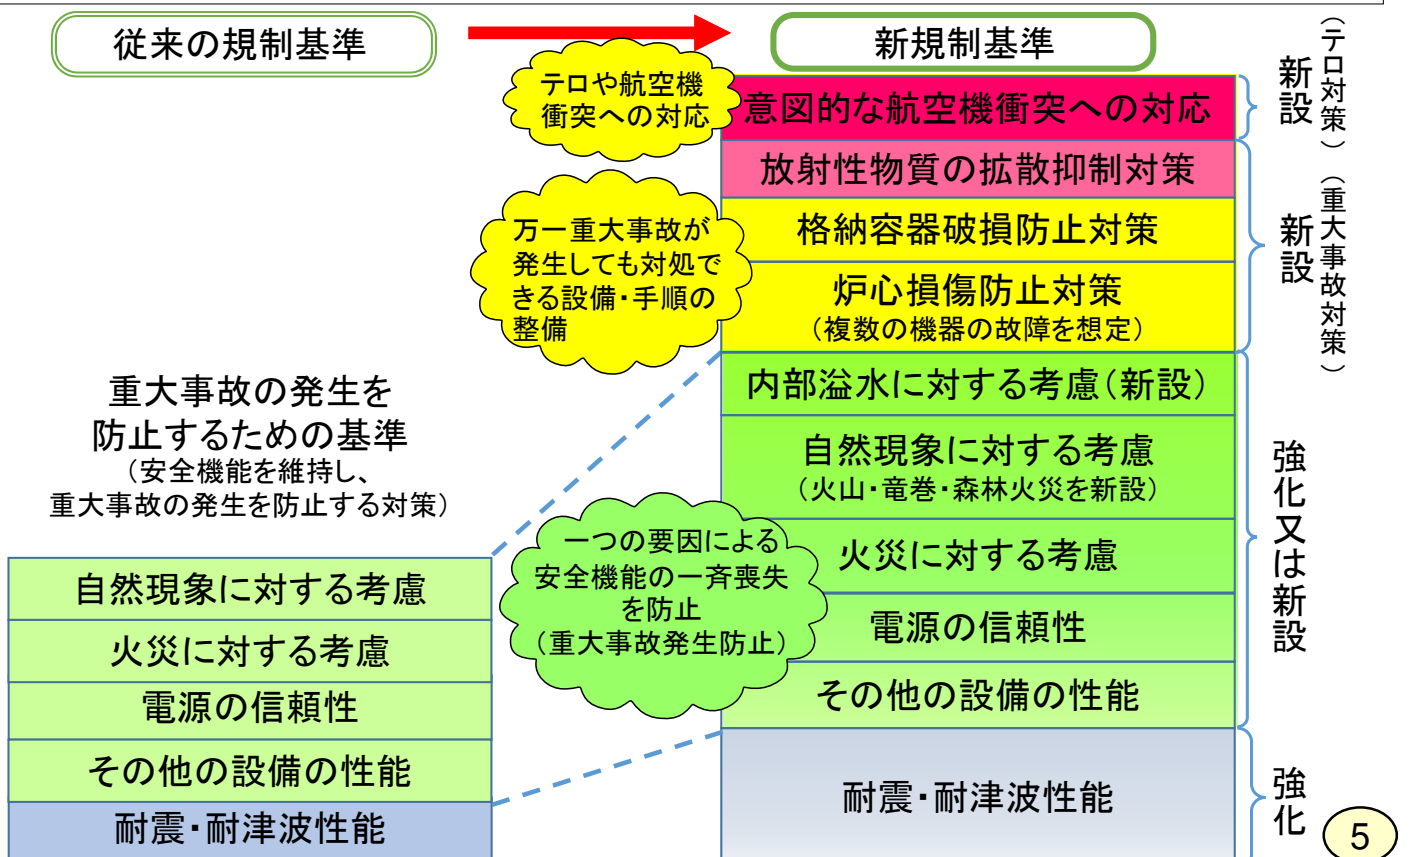 従来の規制基準
新規制基準
テロや航空機
衝突への対応
意図的な航空機衝突への対応
新設
（テロ対策）
放射性物質の拡散抑制対策
万一重大事故が
発生しても対処で
きる設備・手順の
整備
格納容器破損防止対策
炉心損傷防止対策
（複数の機器の故障を想定）
新設
（重大事故対策）
重大事故の発生を
防止するための基準
（安全機能を維持し、
重大事故の発生を防止する対策）
自然現象に対する考慮
火災に対する考慮
電源の信頼性
その他の設備の性能
耐震・耐津波性能
一つの要因による
安全機能の一斉喪失
を防止
（重大事故発生防止）
内部溢水に対する考慮（新設）
自然現象に対する考慮
（火山・竜巻・森林火災を新設）
火災に対する考慮
電源の信頼性
その他の設備の性能
強化又は新設
耐震・耐津波性能
強化
5